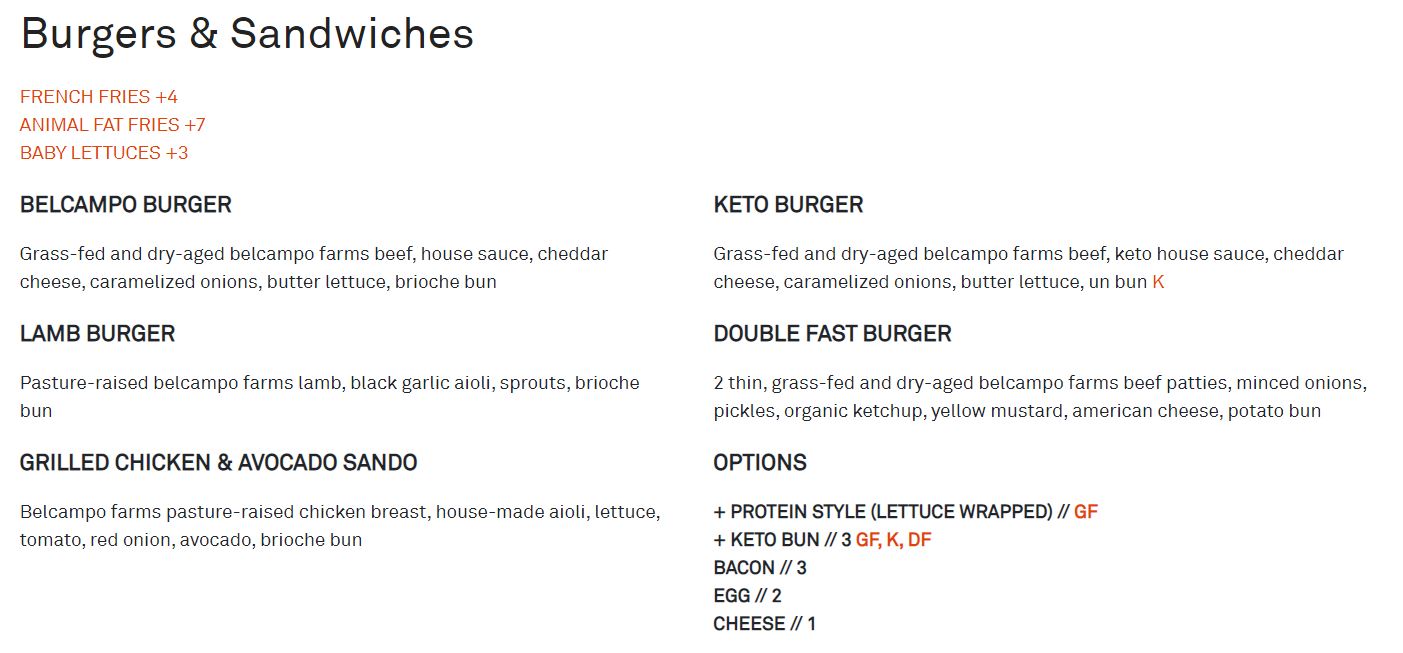 Burgers & Sandwiches
FRENCH FRIES +4
ANIMAL FAT FRIES +7
BABY LETTUCES +3
BELCAMPO BURGER
Grass-fed and dry-aged belcampo farms beef, house sauce, cheddar
cheese, caramelized onions, butter lettuce, brioche bun
KETO BURGER
Grass-fed and dry-aged belcampo farms beef, keto house sauce, cheddar
cheese, caramelized onions, butter lettuce, un bun K
LAMB BURGER
Pasture-raised belcampo farms lamb, black garlic aioli, sprouts, brioche
bun
DOUBLE FAST BURGER
2 thin, grass-fed and dry-aged belcampo farms beef patties, minced onions,
pickles, organic ketchup, yellow mustard, american cheese, potato bun
GRILLED CHICKEN & AVOCADO SANDO
Belcampo farms pasture-raised chicken breast, house-made aioli, lettuce,
tomato, red onion, avocado, brioche bun
OPTIONS
+ PROTEIN STYLE (LETTUCE WRAPPED) // GF
+ KETO BUN // 3 GF, K, DF
BACON // 3
EGG // 2
CHEESE // 1